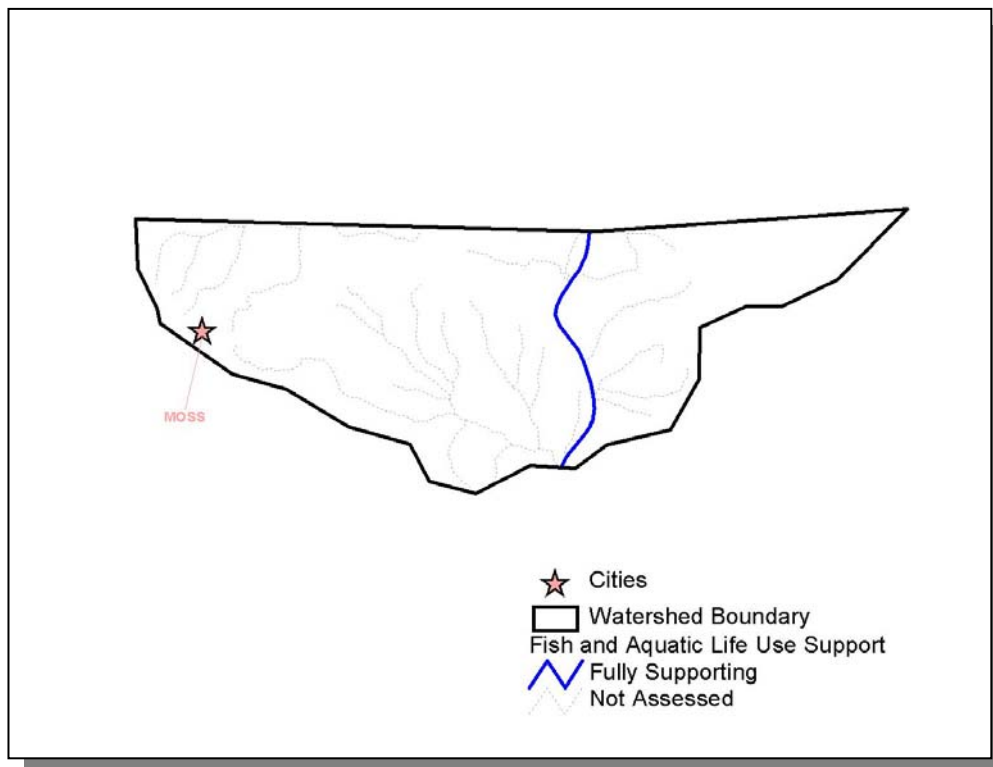 MOSS
Cities
Watershed Boundary
Fish and Aquatic Life Use Support
Fully Supporting
Not Assessed